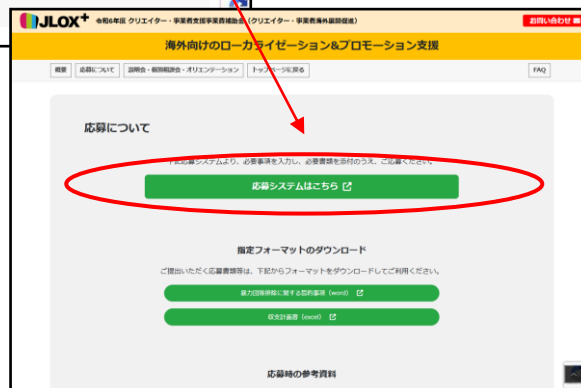 JLOX+ 令和6年度 クリエイター・事業者支援事業費補助金(クリエイター・事業者海外展開促進)
お問い合わせ
海外向けのローカライゼーション&プロモーション支援
概要 応募について 説明会・個別相談会・オリエンテーション トップページに戻る FAQ
応募について
下記応募システムより、必要事項を入力し、必要書類を添付のうえ、ご応募ください。
応募システムはこちら
指定フォーマットのダウンロード
ご提出いただく応募書類等は、下記からフォーマットをダウンロードしてご利用ください。
暴力団等排除に関する誓約事項(word)
収支計画書(excel)
応募時の参考資料